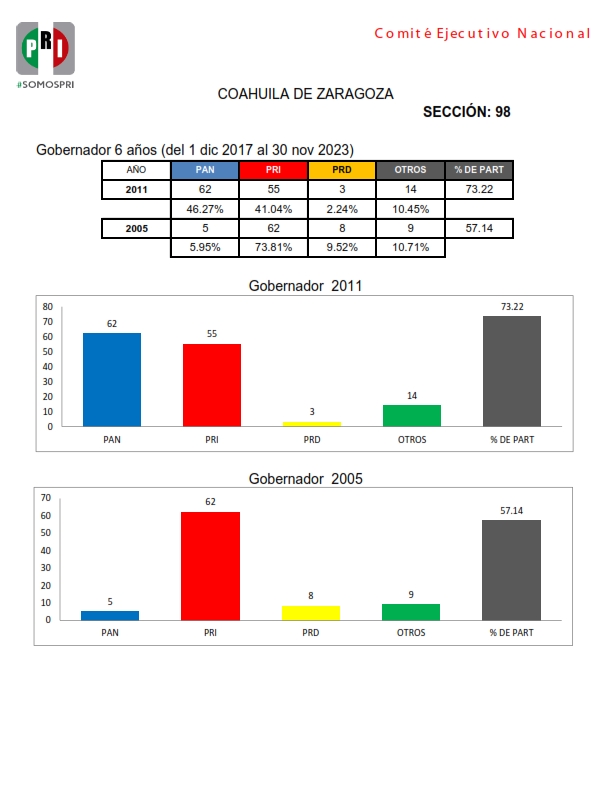 Comité Ejecutivo Nacional
PRI
#SOMOSPRI
COAHUILA DE ZARAGOZA
SECCIÓN: 98
Gobernador 6 años (del 1 dic 2017 al 30 nov 2023)
AÑO PAN PRI PRD OTROS % DE PART
2011 62 55 3 14 73.22
46.27% 41.04% 2.24% 10.45%
2005 5 62 8 9 57.14
5.95% 73.81% 9.52% 10.71%
Gobernador 2011
80
70
60
50
40
30
20
10
0
62
55
3
14
73.22
PAN PRI PRD OTROS % DE PART
Gobernador 2005
70
60
50
40
30
20
10
0
5
62
8
9
57.14
PAN PRI PRD OTROS % DE PART